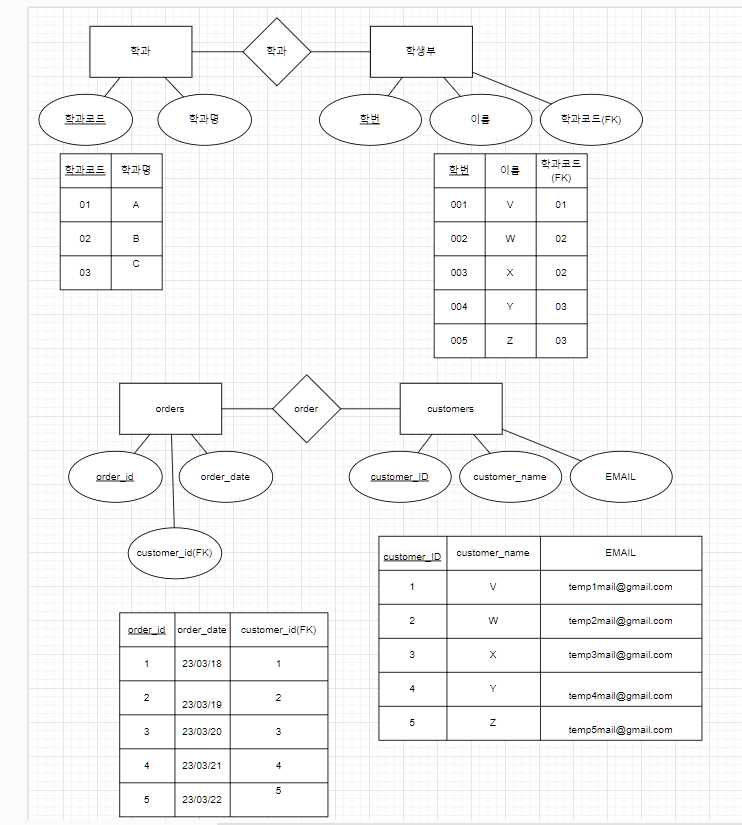 학과 학과 학생부
학과코드 학과명 학번 이름 학과코드(FK)
학과코드 학과명
01 A
02 B
03 C
학번 이름 학과코드
(FK)
001 V 01
002 W 02
003 X 02
004 Y 03
005 Z 03
orders order customers
order_id order_date customer_ID customer_name EMAIL
customer_id(FK)
customer_ID customer_name EMAIL
1 V temp1mail@gmail.com
2 W temp2mail@gmail.com
3 X temp3mail@gmail.com
4 Y temp4mail@gmail.com
5 Z temp5mail@gmail.com
order_id order_date customer_id(FK)
1 23/03/18 1
2 23/03/19 2
3 23/03/20 3
4 23/03/21 4
5 23/03/22 5